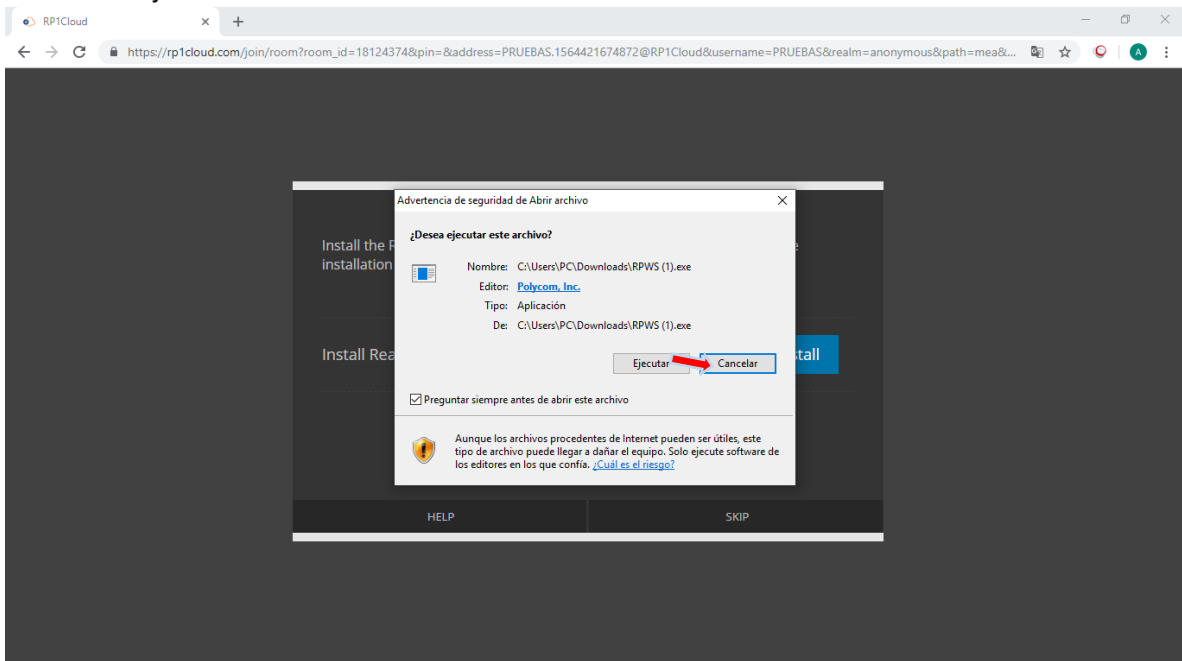 RP1Cloud
https://rp1cloud.com/join/room?room_id=18124374&pin=&address=PRUEBAS.1564421674872@RP1Cloud&username=PRUEBAS&realm=anonymous&path=mea&...
A
Advertencia de seguridad de Abrir archivo
¿Desea ejecutar este archivo?
Install the
installation
Nombre: C:\Users\PC\Downloads\RPWS (1).exe
Editor: Polycom, Inc.
Tipo: Aplicación
De: C:\Users\PC\Downloads\RPWS (1).exe
Install Rea
Ejecutar
Cancelar
tall
Preguntar siempre antes de abrir este archivo
Aunque los archivos procedentes de Internet pueden ser útiles, este
tipo de archivo puede llegar a dañar el equipo. Solo ejecute software de
los editores en los que confía. ¿Cuál es el riesgo?
HELP
SKIP